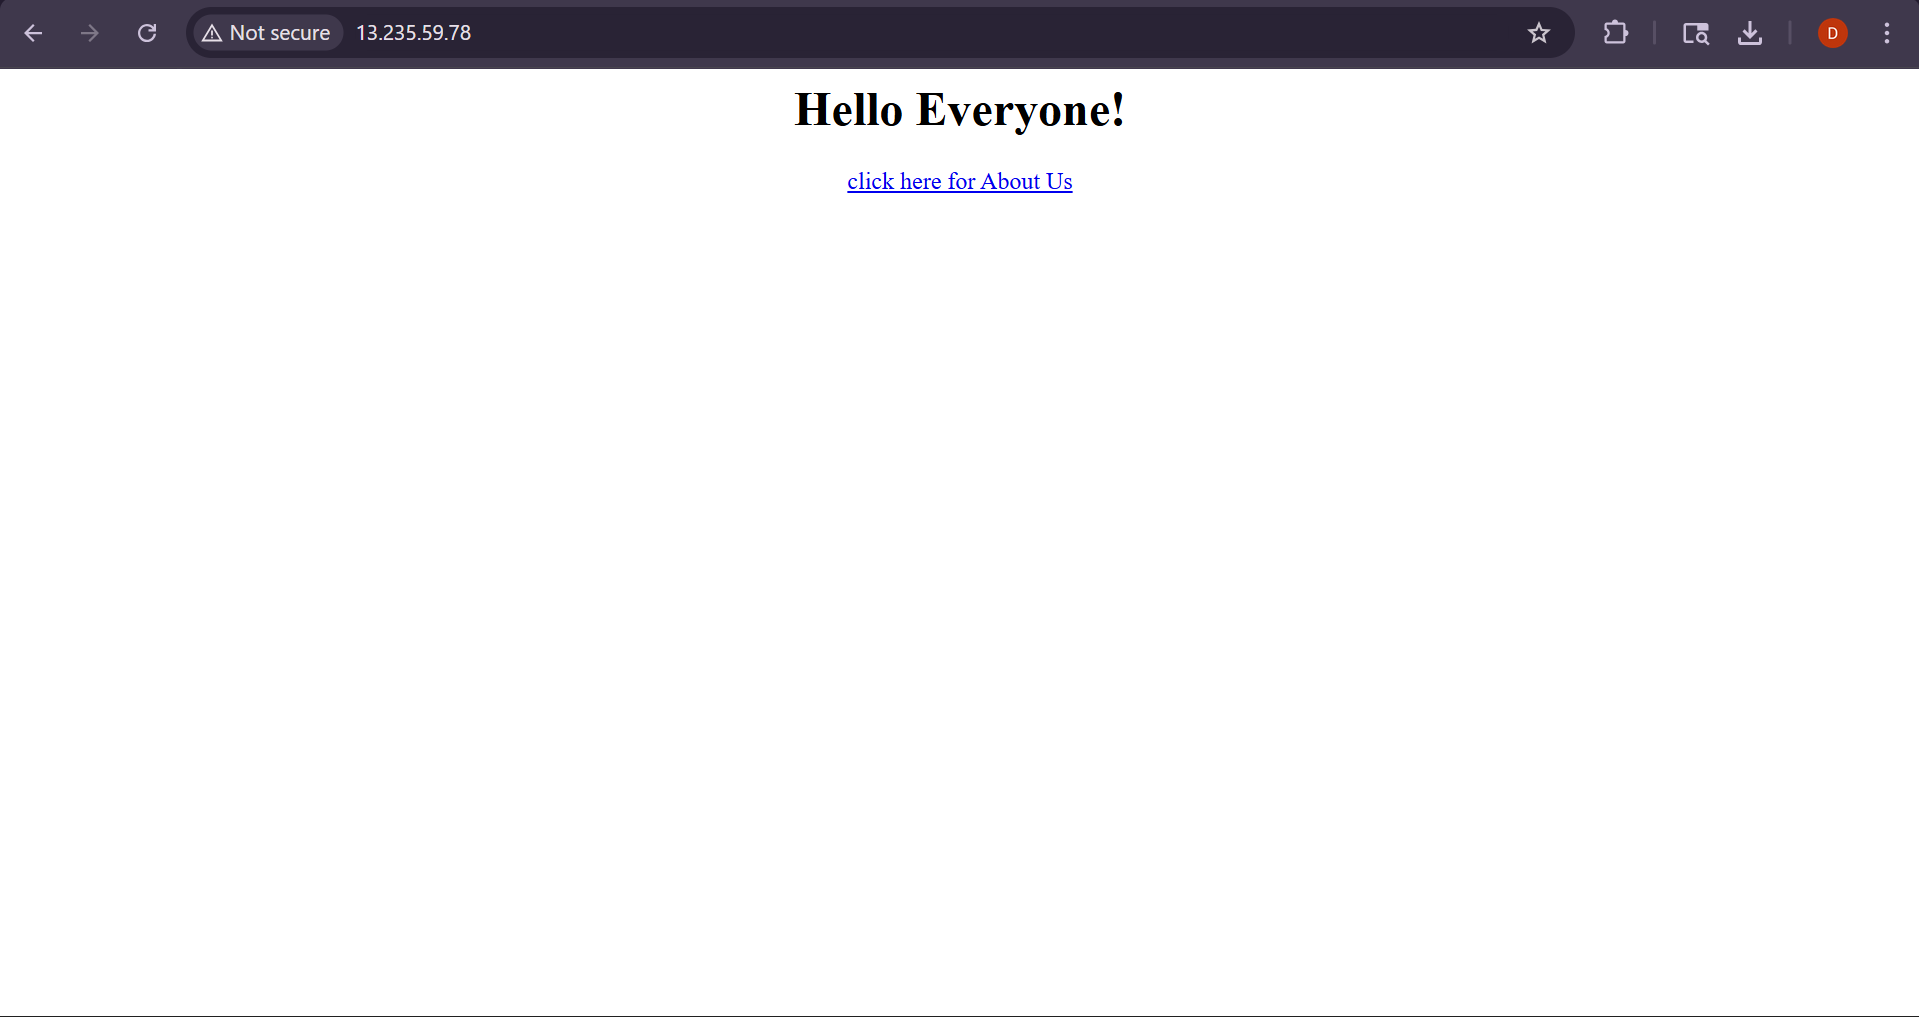 Not secure 13.235.59.78 D
Hello Everyone!
click here for About Us